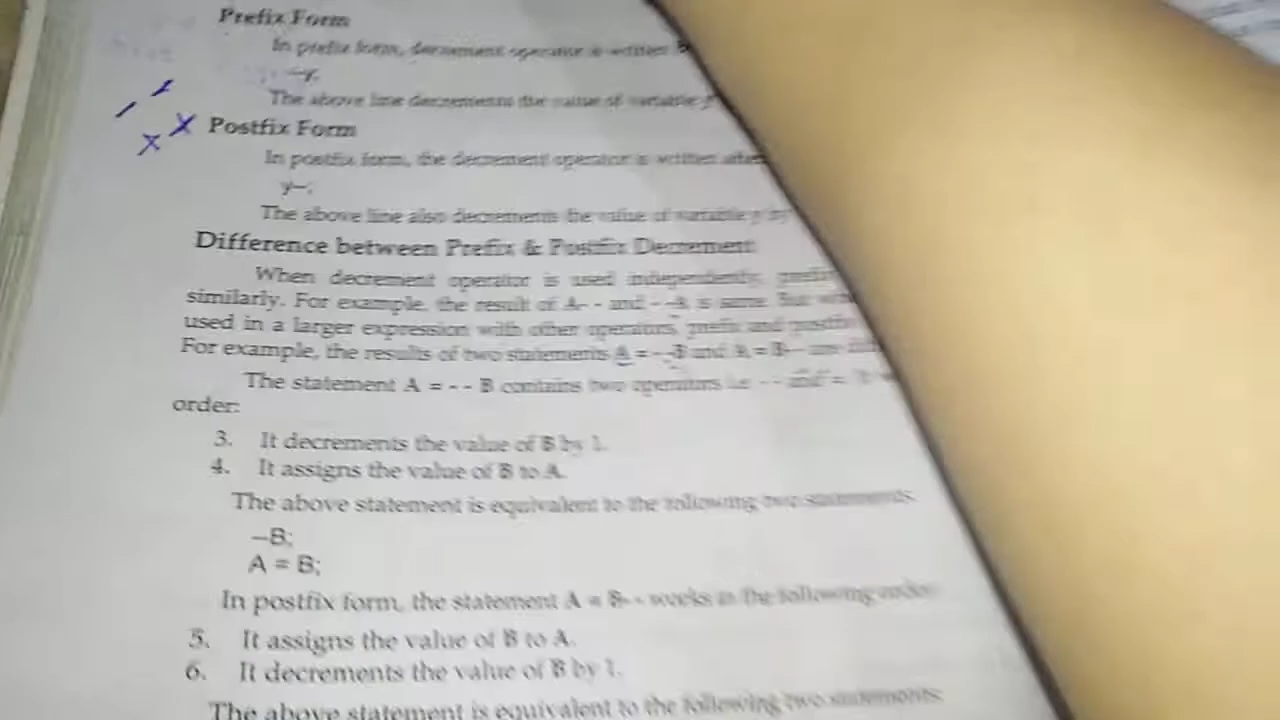 Prefix Form
In prefix form, decrement operator is written
--y;
The above line decrements the value of variable y
X Postfix Form
X
In postfix form, the decrement operator is written after
y--;
The above line also decrements the value of variable y by
Difference between Prefix & Postfix Decrement
When decrement operator is used independently, prefix
similarly. For example, the result of A- - and - -A is same. But
used in a larger expression with other operators, prefix and postfix
For example, the results of two statements A = - -B and A = B-- are
The statement A = - - B contains two operators i.e. - - and =
order:
3. It decrements the value of B by 1.
4. It assigns the value of B to A.
The above statement is equivalent to the following two statements:
--B;
A = B;
In postfix form, the statement A = B- - works in the following order:
5. It assigns the value of B to A.
6. It decrements the value of B by 1.
The above statement is equivalent to the following two statements: